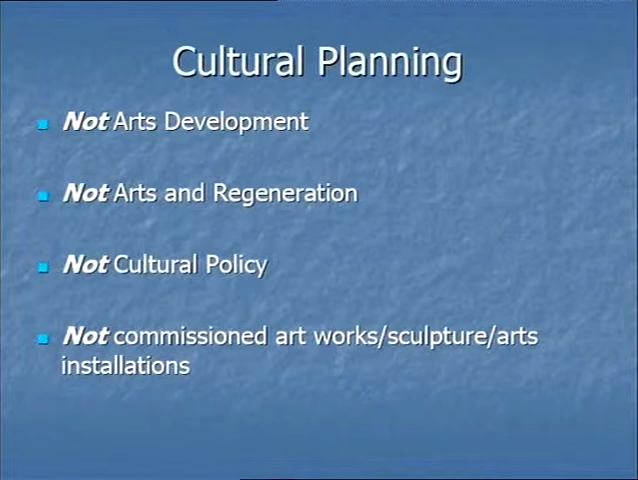 Cultural Planning
Not Arts Development
Not Arts and Regeneration
Not Cultural Policy
Not commissioned art works/sculpture/arts
installations